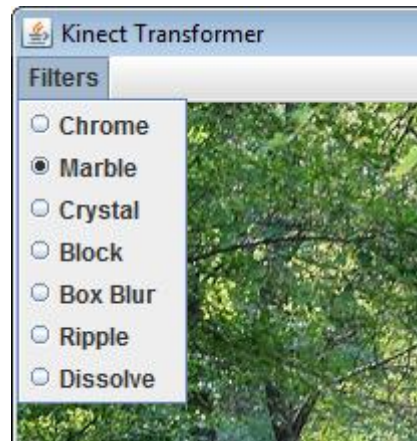 Kinect Transformer
Filters
Chrome
Marble
Crystal
Block
Box Blur
Ripple
Dissolve